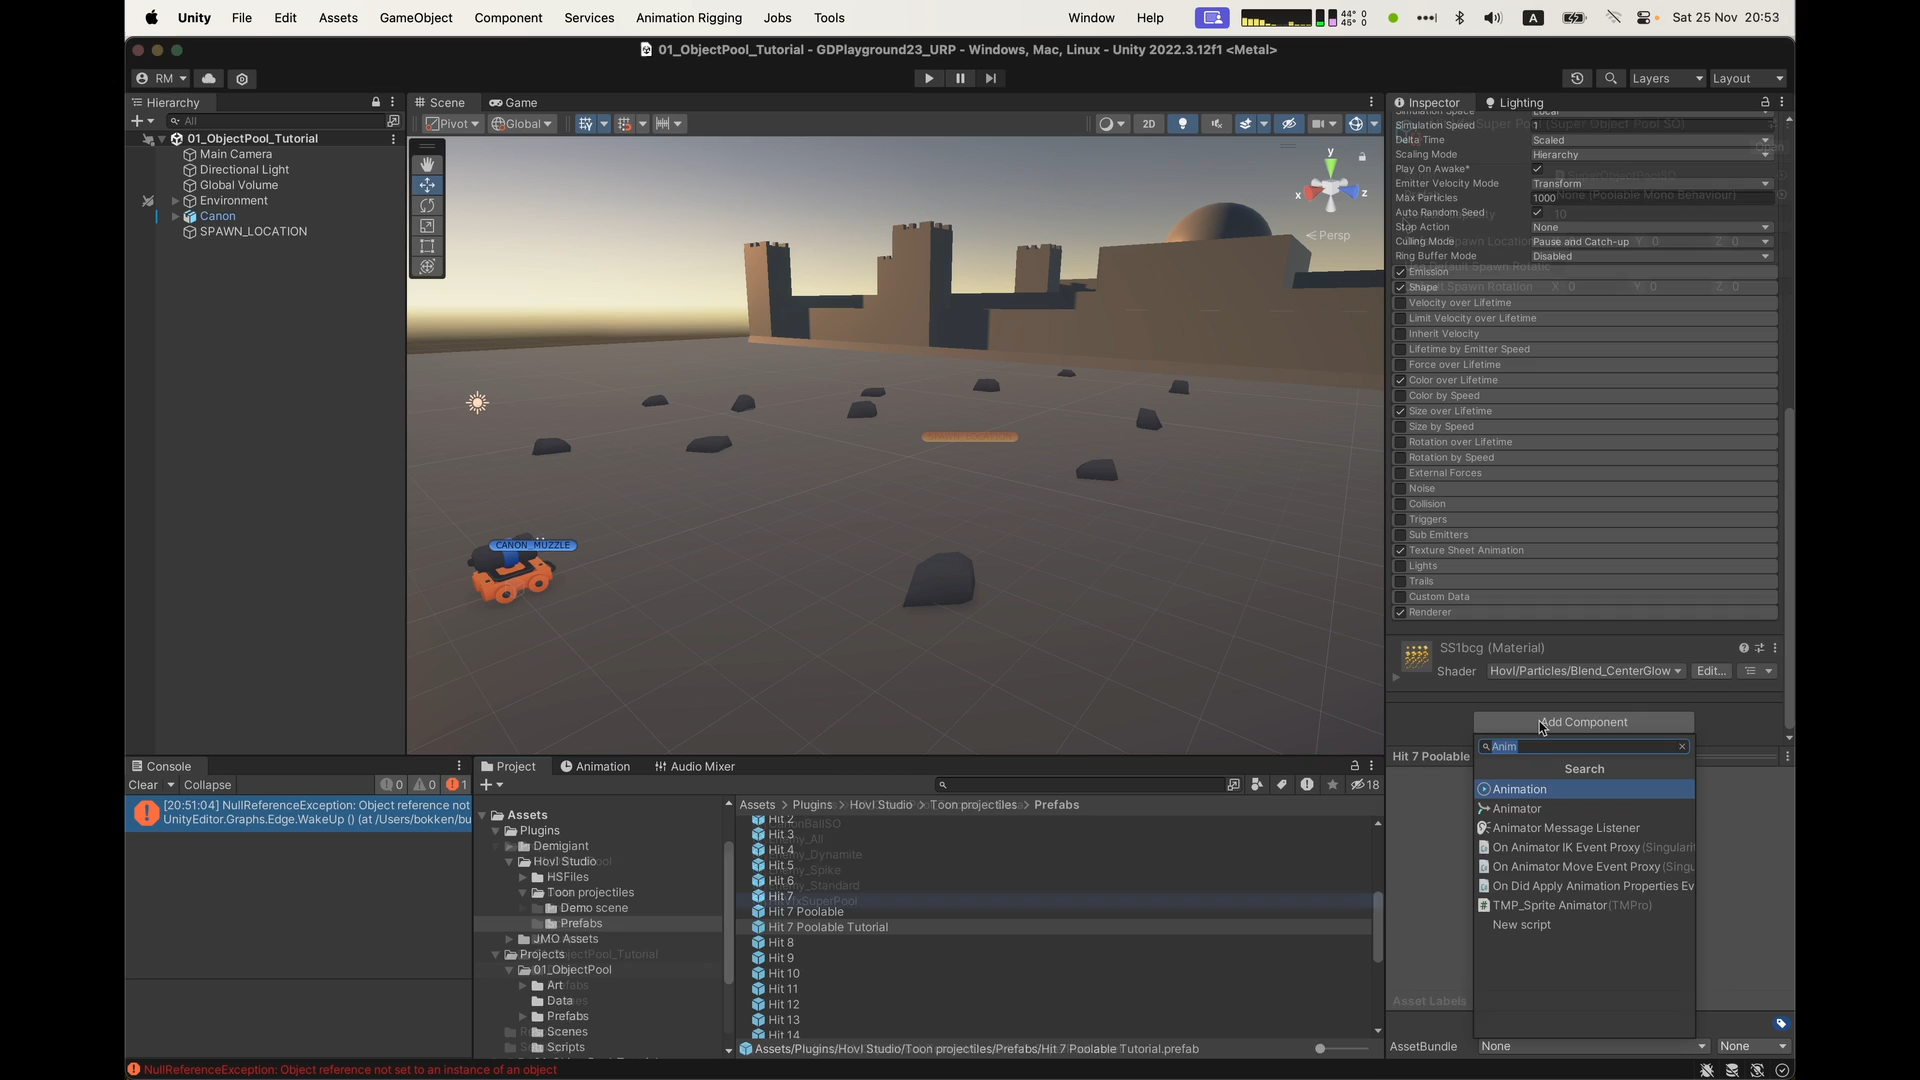 Unity File Edit Assets GameObject Component Services Animation Rigging Jobs Tools Window Help 44° 0 46° 0 A Sat 25 Nov 20:53
01_ObjectPool_Tutorial - GDPlayground23_URP - Windows, Mac, Linux - Unity 2022.3.12f1 <Metal>
RM Layers Layout
Hierarchy
All
01_ObjectPool_Tutorial
Main Camera
Directional Light
Global Volume
Environment
Canon
SPAWN_LOCATION
Scene Game
Pivot Global 2D
y
x z
Persp
SPAWN_LOCATION
CANON_MUZZLE
Inspector Lighting
Simulation Speed 1
Delta Time Scaled
Scaling Mode Hierarchy
Play On Awake*
Emitter Velocity Mode Transform
Max Particles 1000
Auto Random Seed
Stop Action None
Culling Mode Pause and Catch-up
Ring Buffer Mode Disabled
Emission
Shape
Velocity over Lifetime
Limit Velocity over Lifetime
Inherit Velocity
Lifetime by Emitter Speed
Force over Lifetime
Color over Lifetime
Color by Speed
Size over Lifetime
Size by Speed
Rotation over Lifetime
Rotation by Speed
External Forces
Noise
Collision
Triggers
Sub Emitters
Texture Sheet Animation
Lights
Trails
Custom Data
Renderer
SS1bcg (Material)
Shader Hovl/Particles/Blend_CenterGlow Edit...
Add Component
Anim
Search
Animation
Animator
Animator Message Listener
On Animator IK Event Proxy (Singularit
On Animator Move Event Proxy (Singu
On Did Apply Animation Properties Ev
TMP_Sprite Animator (TMPro)
New script
Hit 7 Poolable
Asset Labels
AssetBundle None None
Console
Clear Collapse 0 0 1
[20:51:04] NullReferenceException: Object reference not
UnityEditor.Graphs.Edge.WakeUp () (at /Users/bokken/bu
Project Animation Audio Mixer
18
Assets
Plugins
Demigiant
Hovl Studio
HSFiles
Toon projectiles
Demo scene
Prefabs
JMO Assets
Projects
01_ObjectPool
Art
Data
Prefabs
Scenes
Scripts
Assets > Plugins > Hovl Studio > Toon projectiles > Prefabs
Hit 2
Hit 3
Hit 4
Hit 5
Hit 6
Hit 7
Hit 7 Poolable
Hit 7 Poolable Tutorial
Hit 8
Hit 9
Hit 10
Hit 11
Hit 12
Hit 13
Hit 14
Assets/Plugins/Hovl Studio/Toon projectiles/Prefabs/Hit 7 Poolable Tutorial.prefab
NullReferenceException: Object reference not set to an instance of an object